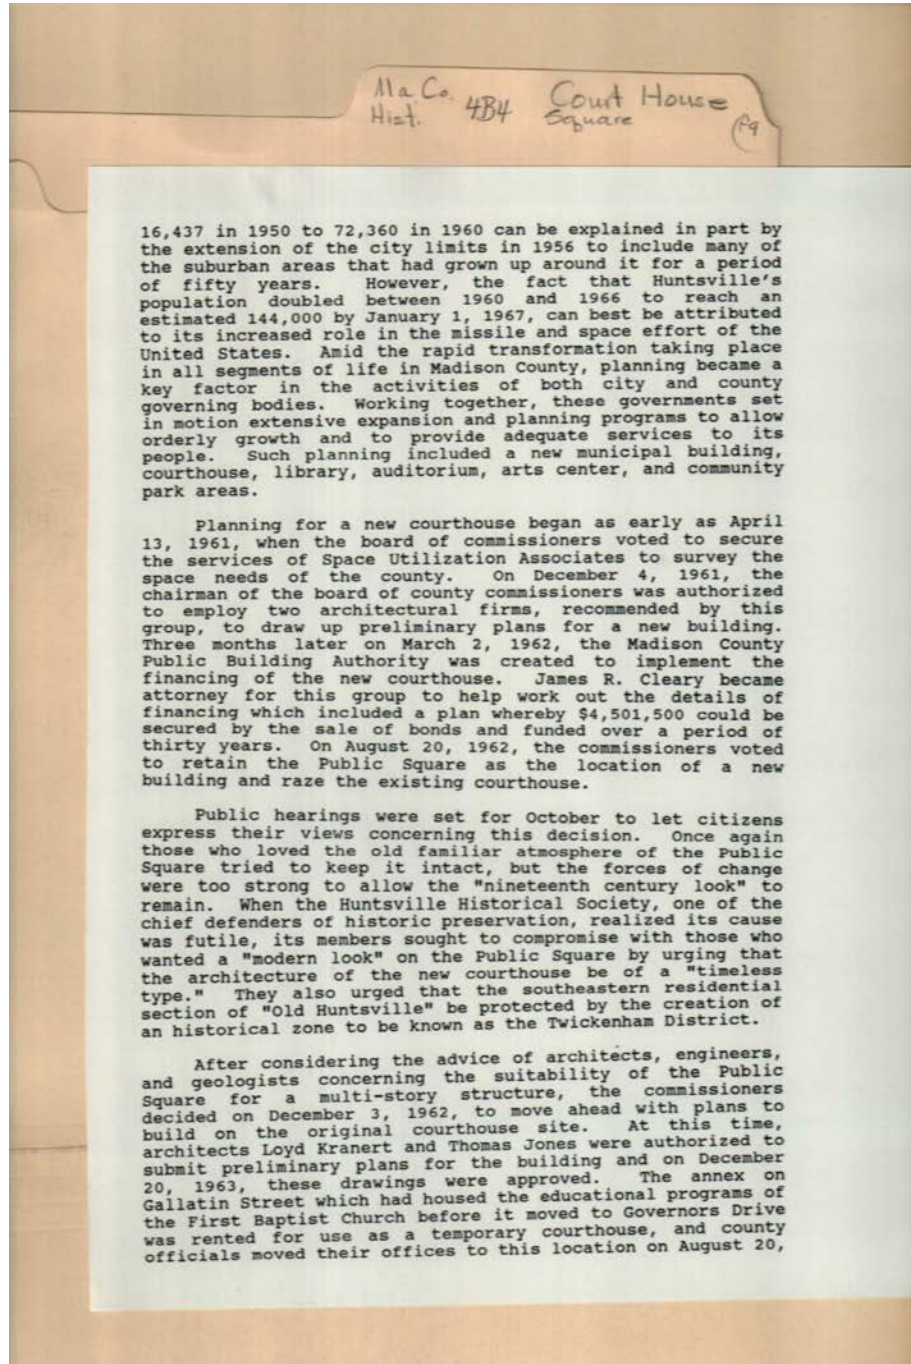 Ma Co. 4B4 Court House
Hist. Square
16,437 in 1950 to 72,360 in 1960 can be explained in part by
the extension of the city limits in 1956 to include many of
the suburban areas that had grown up around it for a period
of fifty years. However, the fact that Huntsville's
population doubled between 1960 and 1966 to reach an
estimated 144,000 by January 1, 1967, can best be attributed
to its increased role in the missile and space effort of the
United States. Amid the rapid transformation taking place
in all segments of life in Madison County, planning became a
key factor in the activities of both city and county
governing bodies. Working together, these governments set
in motion extensive expansion and planning programs to allow
orderly growth and to provide adequate services to its
people. Such planning included a new municipal building,
courthouse, library, auditorium, arts center, and community
park areas.
Planning for a new courthouse began as early as April
13, 1961, when the board of commissioners voted to secure
the services of Space Utilization Associates to survey the
space needs of the county. On December 4, 1961, the
chairman of the board of county commissioners was authorized
to employ two architectural firms, recommended by this
group, to draw up preliminary plans for a new building.
Three months later on March 2, 1962, the Madison County
Public Building Authority was created to implement the
financing of the new courthouse. James R. Cleary became
attorney for this group to help work out the details of
financing which included a plan whereby $4,501,500 could be
secured by the sale of bonds and funded over a period of
thirty years. On August 20, 1962, the commissioners voted
to retain the Public Square as the location of a new
building and raze the existing courthouse.
Public hearings were set for October to let citizens
express their views concerning this decision. Once again
those who loved the old familiar atmosphere of the Public
Square tried to keep it intact, but the forces of change
were too strong to allow the "nineteenth century look" to
remain. When the Huntsville Historical Society, one of the
chief defenders of historic preservation, realized its cause
was futile, its members sought to compromise with those who
wanted a "modern look" on the Public Square by urging that
the architecture of the new courthouse be of a "timeless
type." They also urged that the southeastern residential
section of "Old Huntsville" be protected by the creation of
an historical zone to be known as the Twickenham District.
After considering the advice of architects, engineers,
and geologists concerning the suitability of the Public
Square for a multi-story structure, the commissioners
decided on December 3, 1962, to move ahead with plans to
build on the original courthouse site. At this time,
architects Loyd Kranert and Thomas Jones were authorized to
submit preliminary plans for the building and on December
20, 1963, these drawings were approved. The annex on
Gallatin Street which had housed the educational programs of
the First Baptist Church before it moved to Governors Drive
was rented for use as a temporary courthouse, and county
officials moved their offices to this location on August 20,